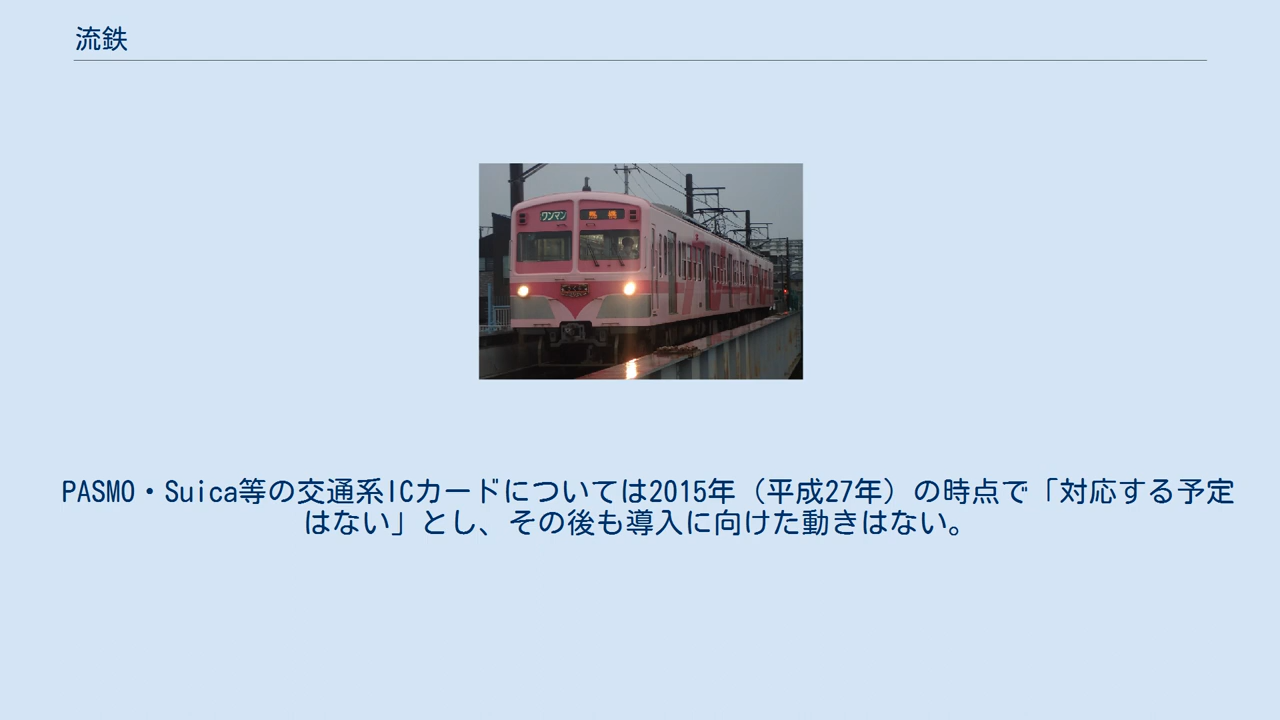 流鉄
ワンマン
馬橋
PASMO・Suica等の交通系ICカードについては2015年（平成27年）の時点で「対応する予定
はない」とし、その後も導入に向けた動きはない。